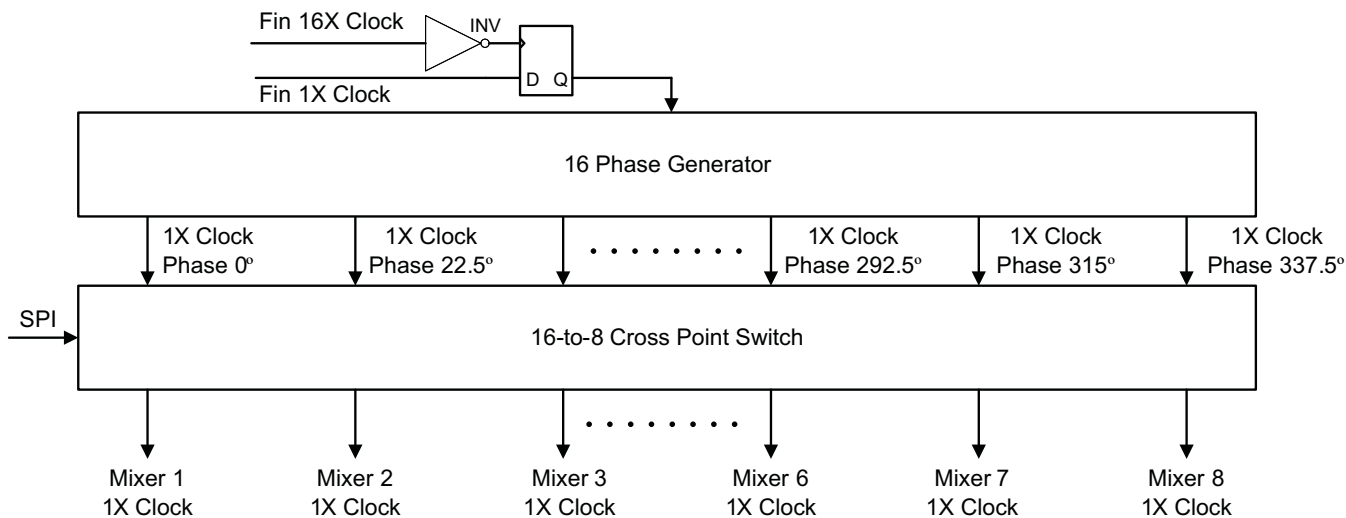 Fin 16X Clock
INV
D Q
Fin 1X Clock
16 Phase Generator
1X Clock
Phase 0º
1X Clock
Phase 22.5º
1X Clock
Phase 292.5º
1X Clock
Phase 315º
1X Clock
Phase 337.5º
SPI
16-to-8 Cross Point Switch
Mixer 1
1X Clock
Mixer 2
1X Clock
Mixer 3
1X Clock
Mixer 6
1X Clock
Mixer 7
1X Clock
Mixer 8
1X Clock